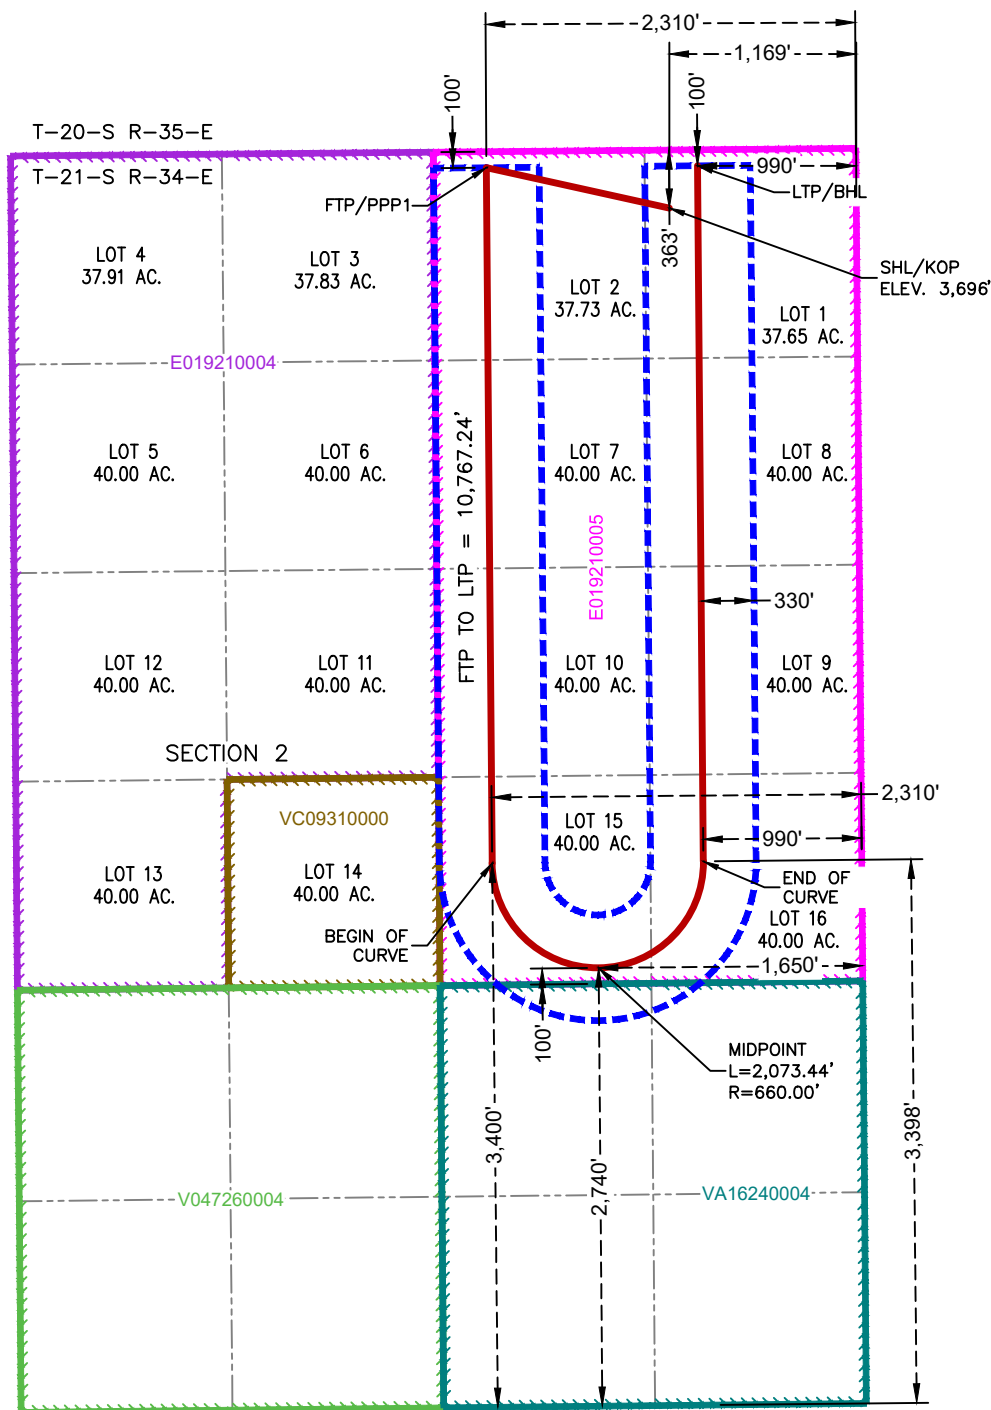 2,310'
1,169'
100'
100'
T-20-S R-35-E
T-21-S R-34-E
990'
LTP/BHL
FTP/PPP1
363'
SHL/KOP
ELEV. 3,696'
LOT 4
37.91 AC.
LOT 3
37.83 AC.
LOT 2
37.73 AC.
LOT 1
37.65 AC.
E019210004
LOT 5
40.00 AC.
LOT 6
40.00 AC.
FTP TO LTP = 10,767.24'
LOT 7
40.00 AC.
LOT 8
40.00 AC.
E019210005
330'
LOT 12
40.00 AC.
LOT 11
40.00 AC.
LOT 10
40.00 AC.
LOT 9
40.00 AC.
SECTION 2
2,310'
VC09310000
LOT 15
40.00 AC.
990'
LOT 13
40.00 AC.
LOT 14
40.00 AC.
END OF
CURVE
BEGIN OF
CURVE
LOT 16
40.00 AC.
1,650'
100'
MIDPOINT
L=2,073.44'
R=660.00'
3,400'
2,740'
3,398'
V047260004
VA16240004